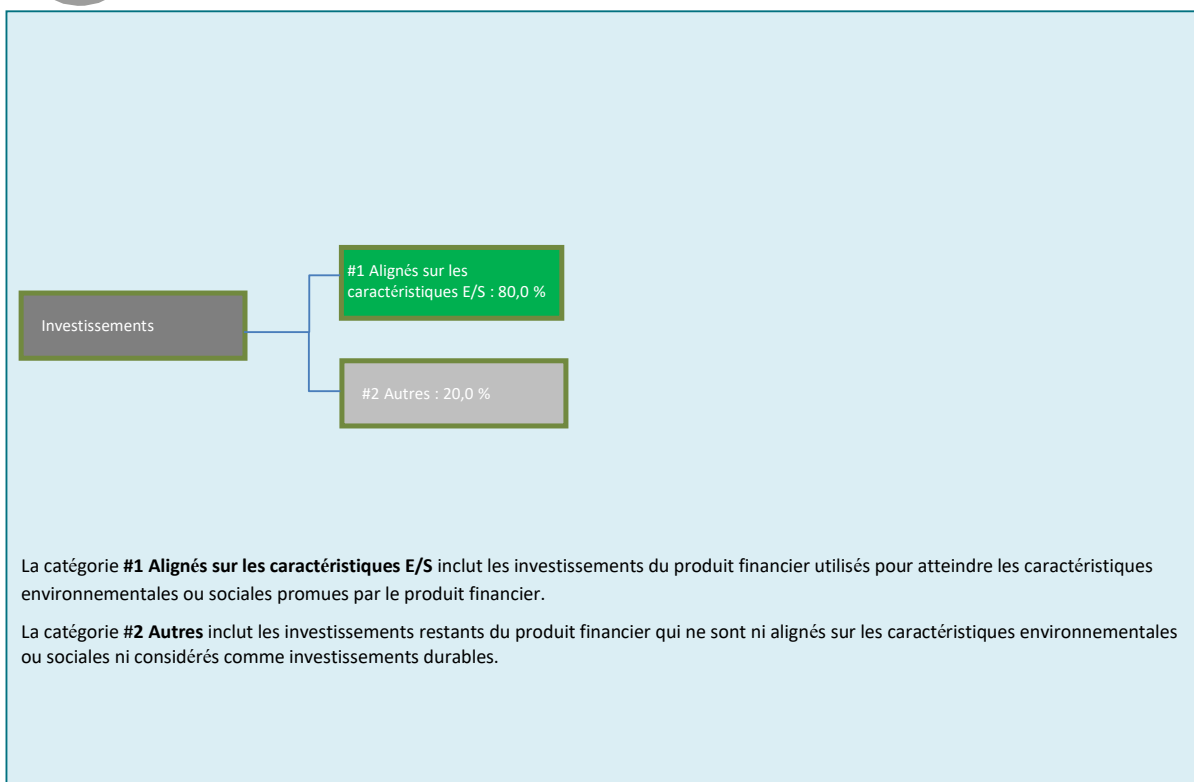 #1 Alignés sur les
caractéristiques E/S : 80,0 %
Investissements
#2 Autres : 20,0 %
La catégorie #1 Alignés sur les caractéristiques E/S inclut les investissements du produit financier utilisés pour atteindre les caractéristiques
environnementales ou sociales promues par le produit financier.
La catégorie #2 Autres inclut les investissements restants du produit financier qui ne sont ni alignés sur les caractéristiques environnementales
ou sociales ni considérés comme investissements durables.